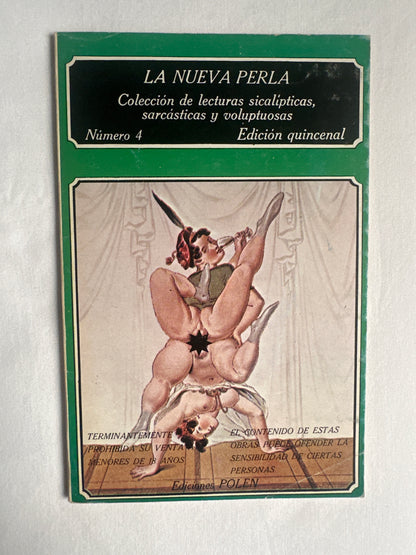 LA NUEVA PERLA
Colección de lecturas sicalípticas,
sarcásticas y voluptuosas
Número 4 Edición quincenal
TERMINANTEMENTE
PROHIBIDA SU VENTA
MENORES DE 18 AÑOS
EL CONTENIDO DE ESTAS
OBRAS PUEDE OFENDER LA
SENSIBILIDAD DE CIERTAS
PERSONAS
Ediciones POLEN